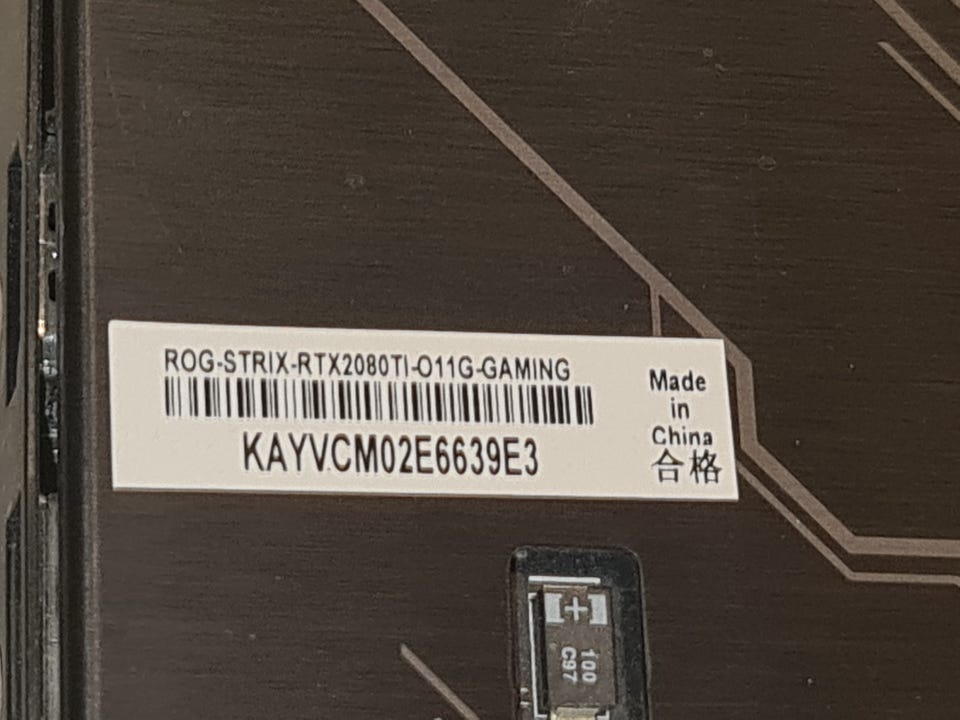 ROG-STRIX-RTX2080TI-O11G-GAMING
KAYVCM02E6639E3
Made
in
China
合格
+
100
C97